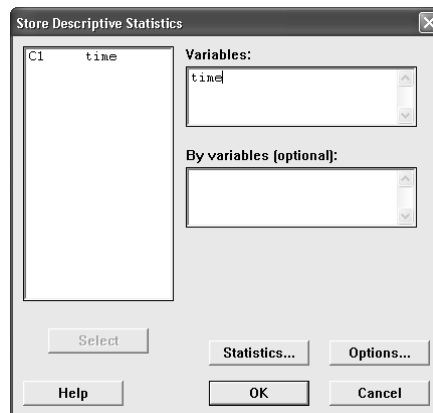 Store Descriptive Statistics
C1 time
Variables:
time
By variables (optional):
Select
Statistics...
Options...
Help
OK
Cancel